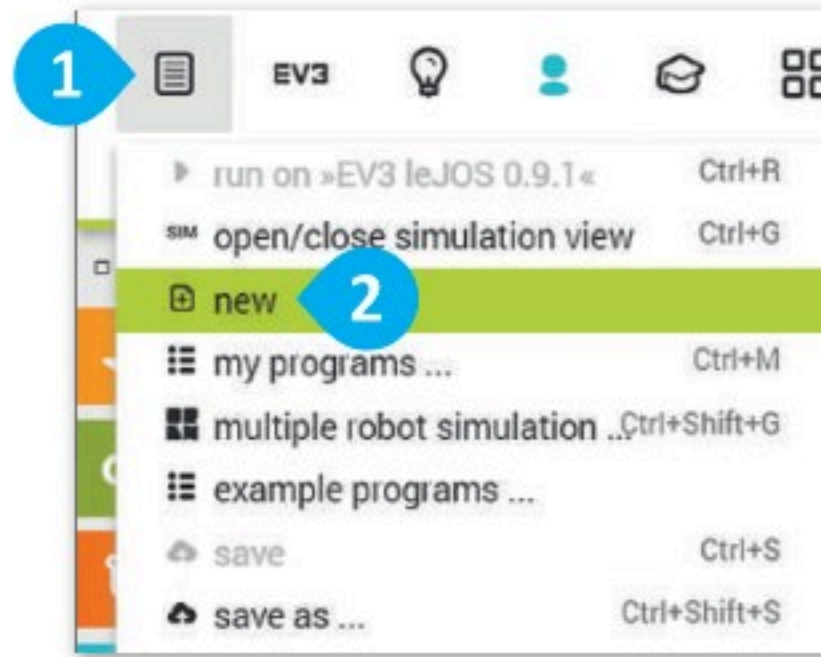 1
EV3
run on »EV3 leJOS 0.9.1« Ctrl+R
SIM open/close simulation view Ctrl+G
new 2
my programs ... Ctrl+M
multiple robot simulation ... Ctrl+Shift+G
example programs ...
save Ctrl+S
save as ... Ctrl+Shift+S